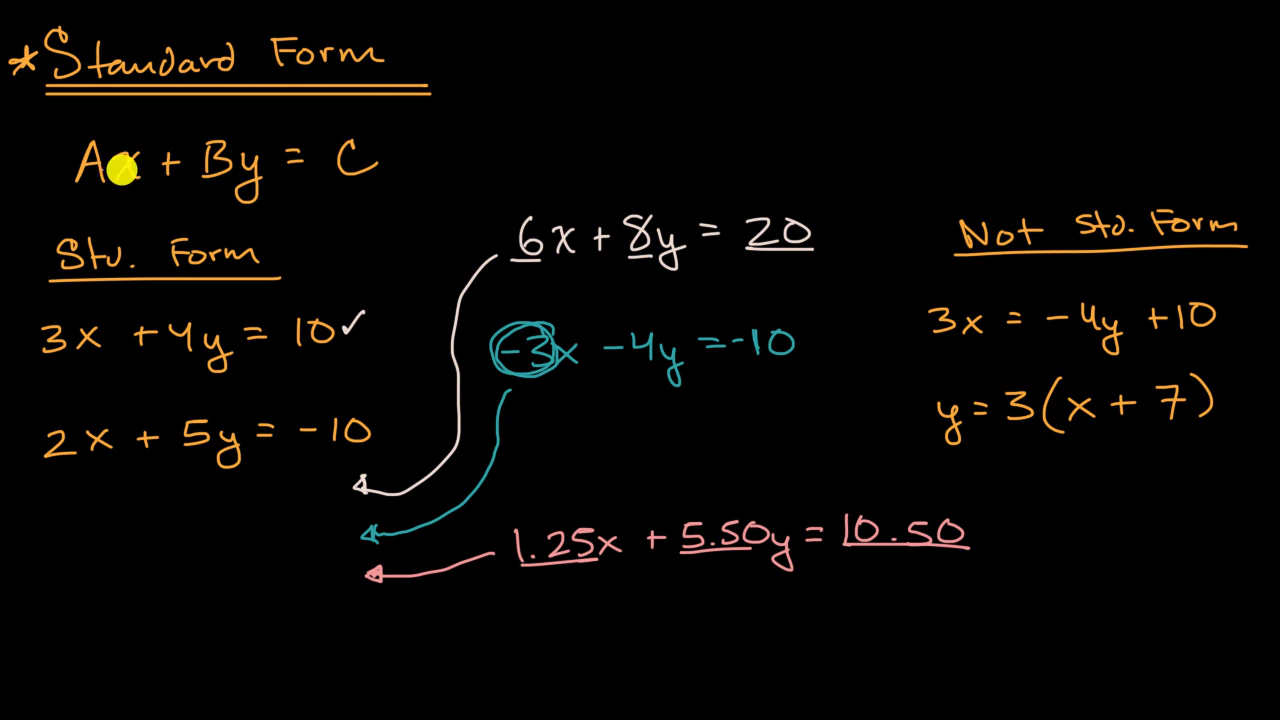 *Standard Form
Ax + By = C
Std. Form
3x + 4y = 10 ✓
2x + 5y = -10
6x + 8y = 20
-3x - 4y = -10
1.25x + 5.50y = 10.50
Not Std. Form
3x = -4y + 10
y = 3(x + 7)